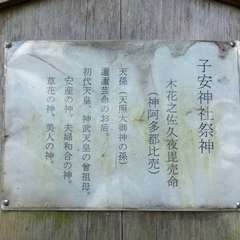 子安神社祭神
木花之佐久夜毘売命
(神阿多都比売)
天孫(天照大御神の孫)
邇邇芸命のお后。
初代天皇、神武天皇の曾祖母。
安産の神。夫婦和合の神。
草花の神。美人の神。